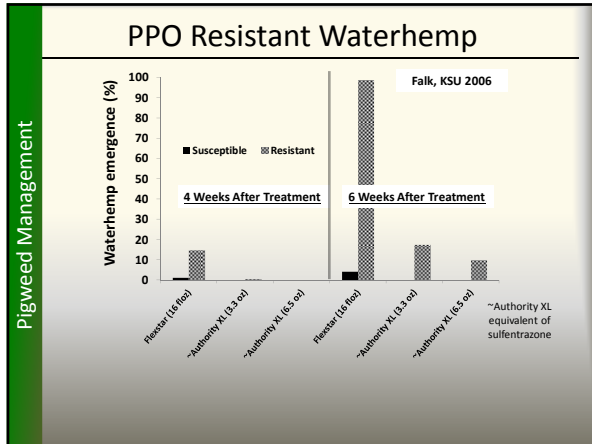 PPO Resistant Waterhemp
Pigweed Management
Falk, KSU 2006
Waterhemp emergence (%)
100
90
80
70
60
50
40
30
20
10
0
Susceptible
Resistant
4 Weeks After Treatment
6 Weeks After Treatment
Flexstar (16 floz)
~Authority XL (3.3 oz)
~Authority XL (6.5 oz)
Flexstar (16 floz)
~Authority XL (3.3 oz)
~Authority XL (6.5 oz)
~Authority XL
equivalent of
sulfentrazone